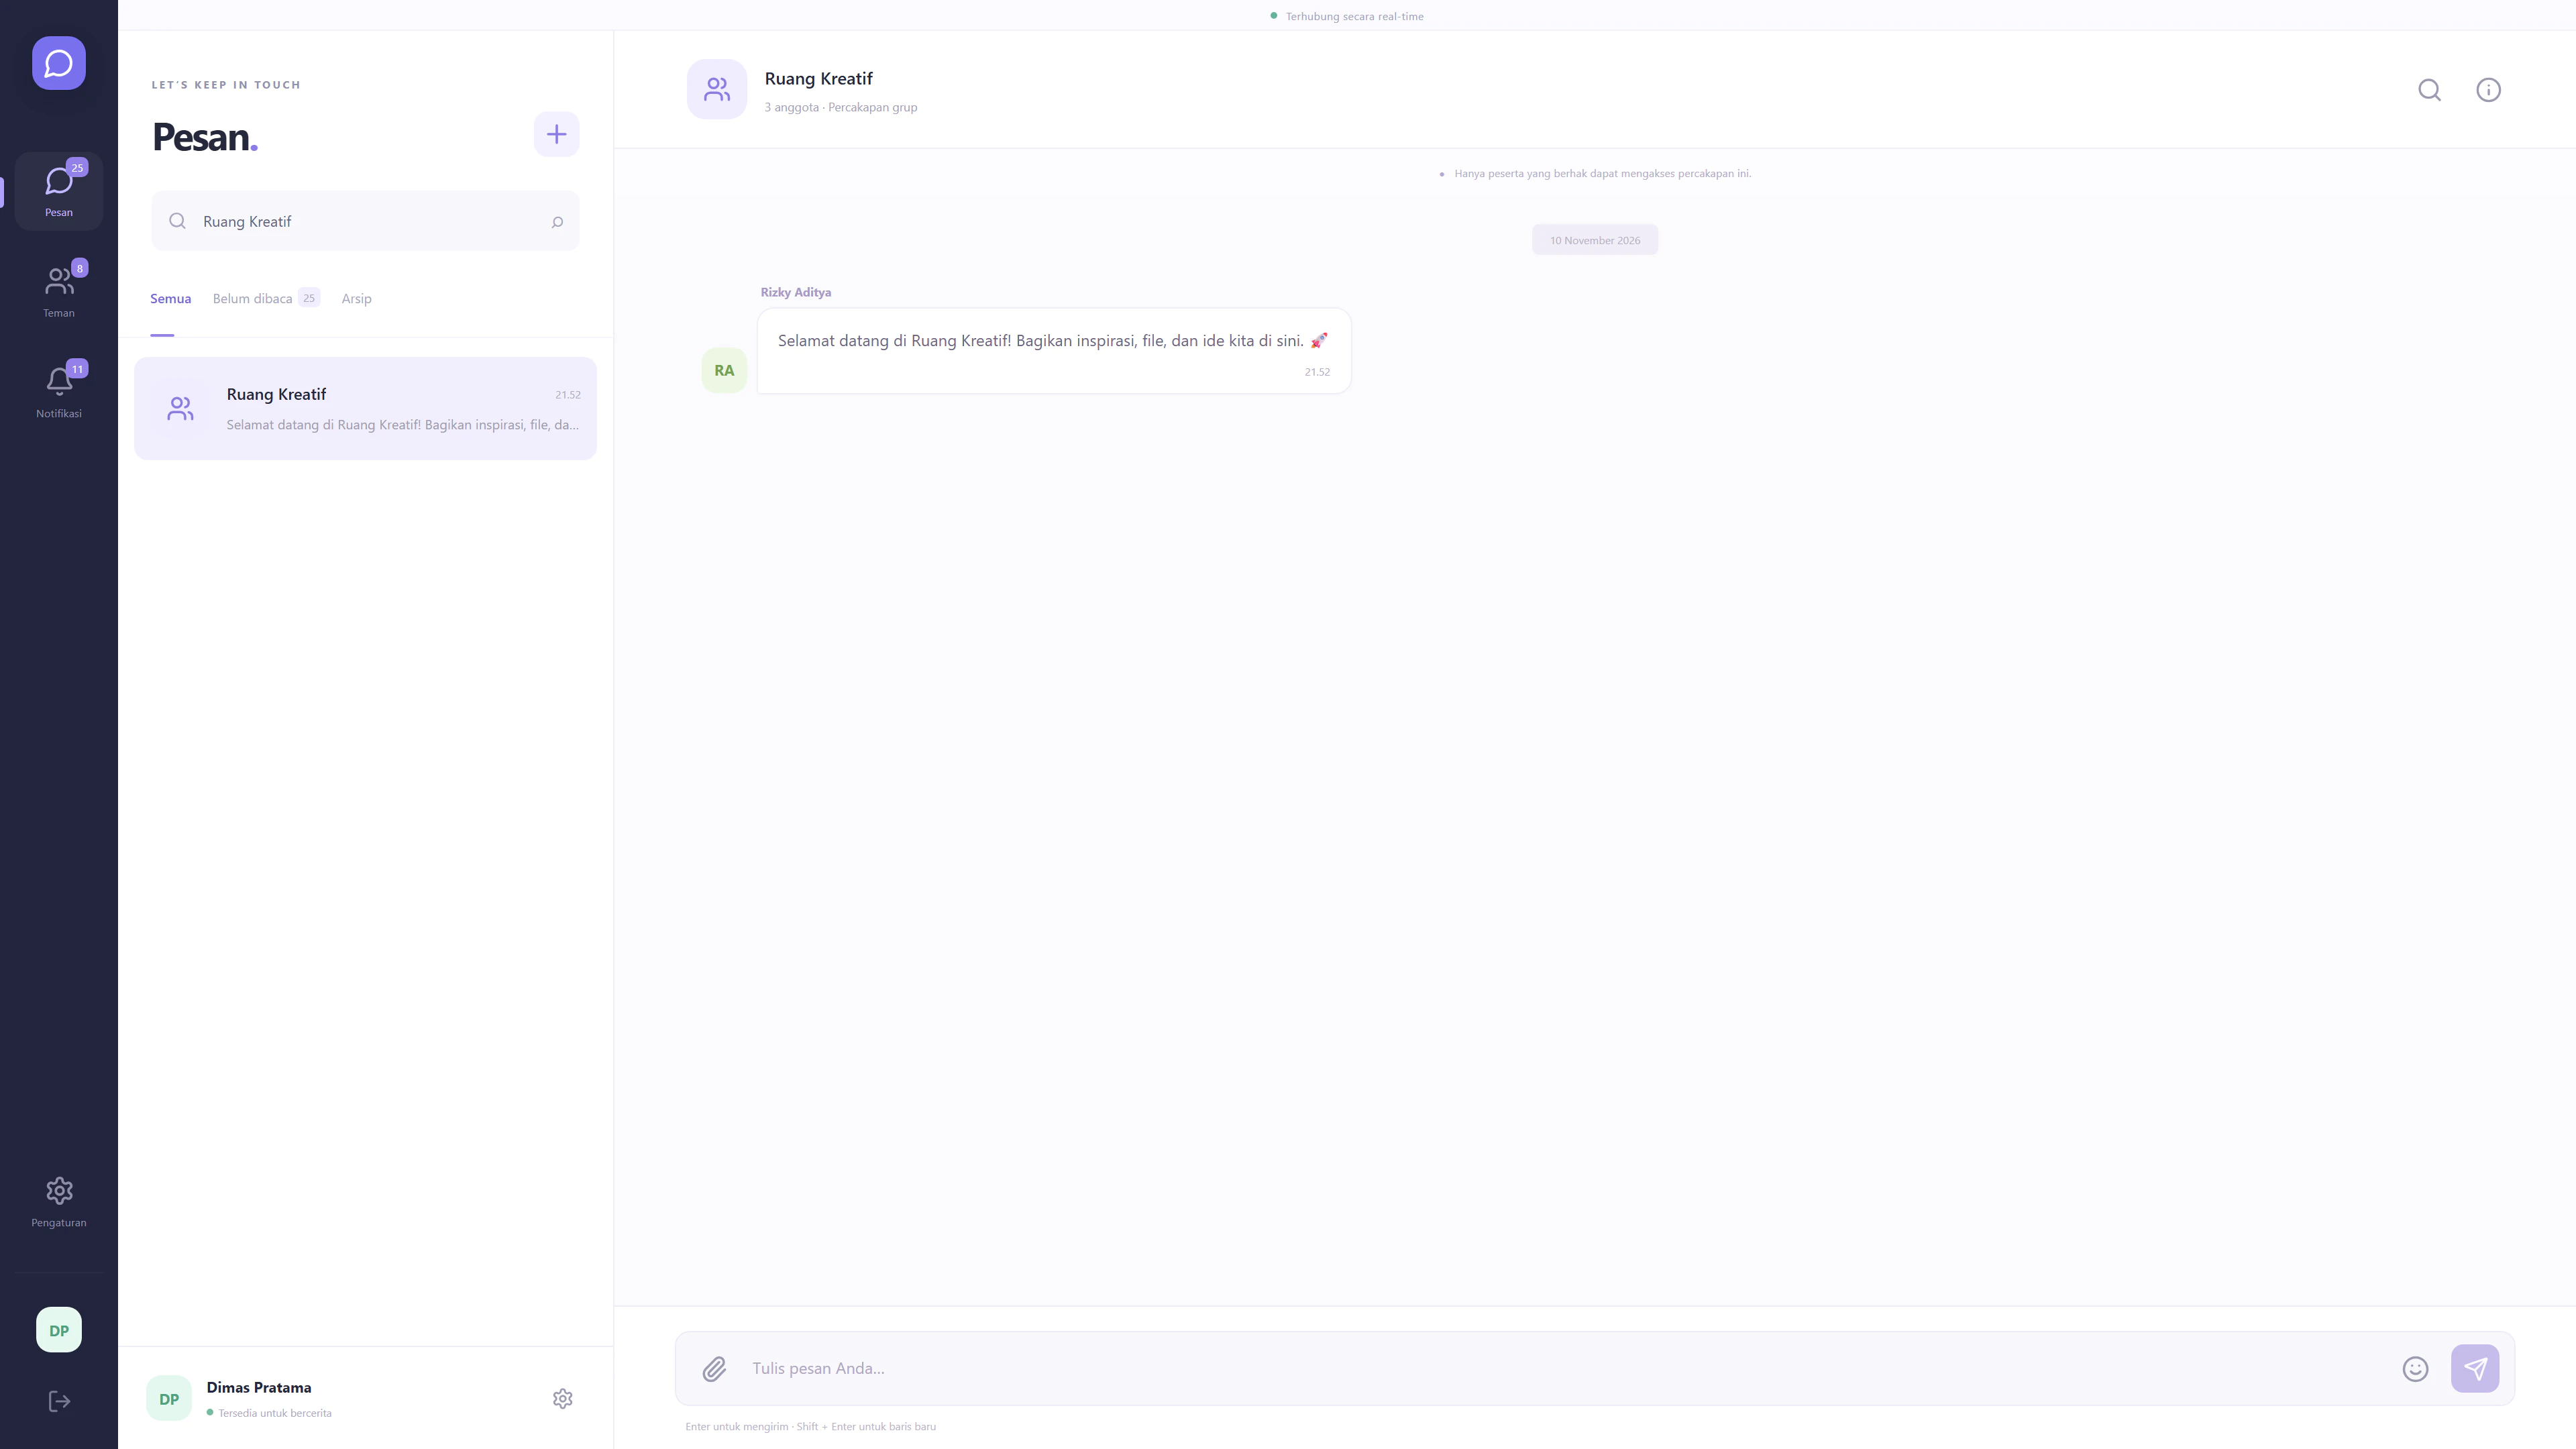 Terhubung secara real-time
25
Pesan
8
Teman
11
Notifikasi
Pengaturan
DP
LET'S KEEP IN TOUCH
Pesan.
Ruang Kreatif
Semua
Belum dibaca 25
Arsip
Ruang Kreatif
21.52
Selamat datang di Ruang Kreatif! Bagikan inspirasi, file, da...
DP
Dimas Pratama
Tersedia untuk bercerita
Ruang Kreatif
3 anggota · Percakapan grup
Hanya peserta yang berhak dapat mengakses percakapan ini.
10 November 2026
Rizky Aditya
RA
Selamat datang di Ruang Kreatif! Bagikan inspirasi, file, dan ide kita di sini. 🚀
21.52
Tulis pesan Anda...
Enter untuk mengirim · Shift + Enter untuk baris baru